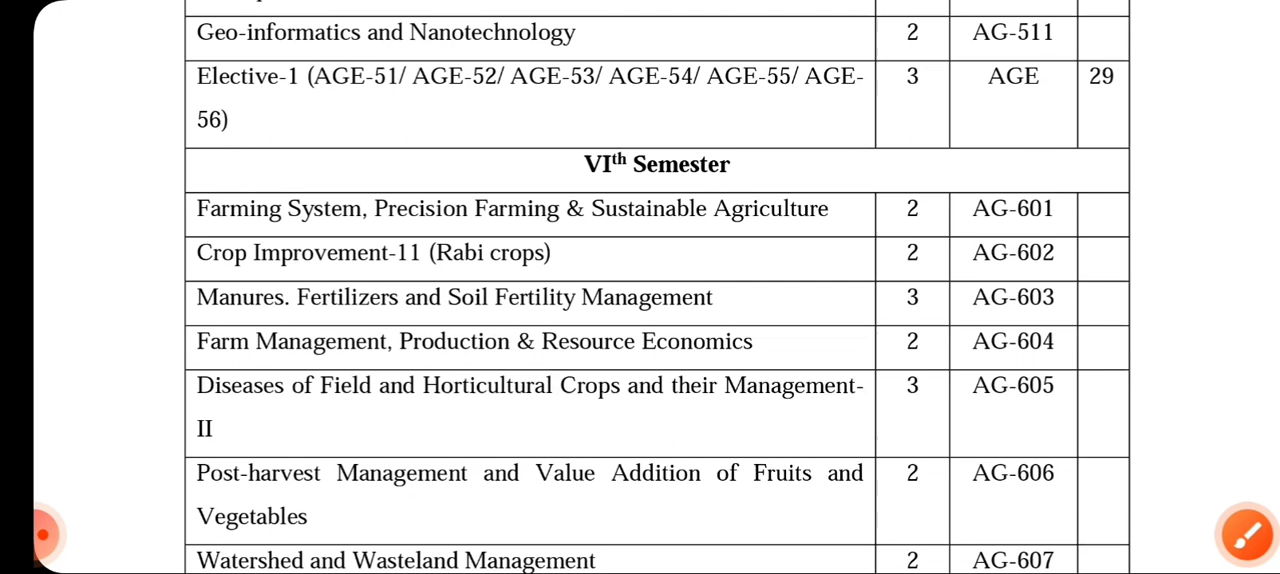 Geo-informatics and Nanotechnology 2 AG-511
Elective-1 (AGE-51/ AGE-52/ AGE-53/ AGE-54/ AGE-55/ AGE- 3 AGE 29
56)
VIth Semester
Farming System, Precision Farming & Sustainable Agriculture 2 AG-601
Crop Improvement-11 (Rabi crops) 2 AG-602
Manures. Fertilizers and Soil Fertility Management 3 AG-603
Farm Management, Production & Resource Economics 2 AG-604
Diseases of Field and Horticultural Crops and their Management- 3 AG-605
II
Post-harvest Management and Value Addition of Fruits and 2 AG-606
Vegetables
Watershed and Wasteland Management 2 AG-607